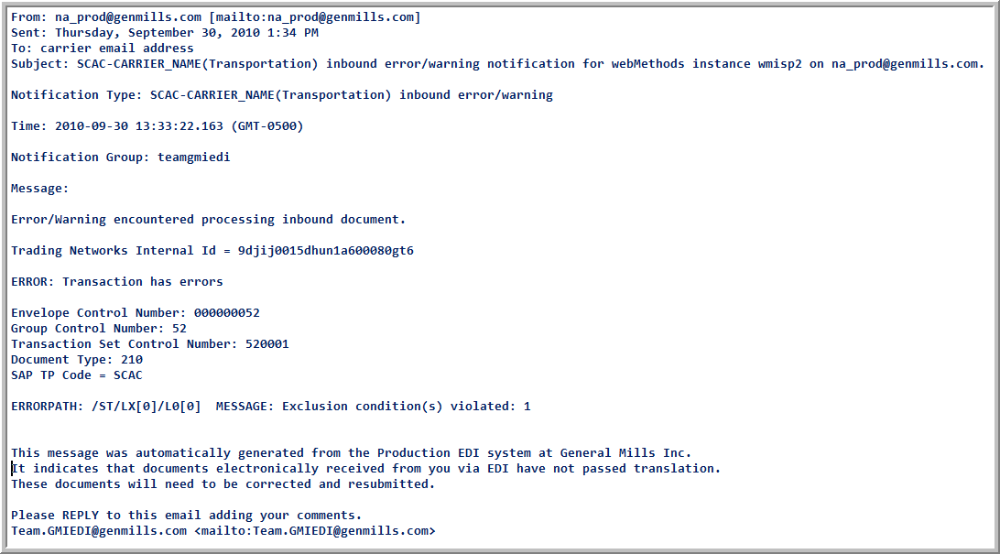 From: na_prod@genmills.com [mailto:na_prod@genmills.com]
Sent: Thursday, September 30, 2010 1:34 PM
To: carrier email address
Subject: SCAC-CARRIER_NAME(Transportation) inbound error/warning notification for webMethods instance wmisp2 on na_prod@genmills.com.
Notification Type: SCAC-CARRIER_NAME(Transportation) inbound error/warning
Time: 2010-09-30 13:33:22.163 (GMT-0500)
Notification Group: teamgmiedi
Message:
Error/Warning encountered processing inbound document.
Trading Networks Internal Id = 9djij0015dhun1a600080gt6
ERROR: Transaction has errors
Envelope Control Number: 000000052
Group Control Number: 52
Transaction Set Control Number: 520001
Document Type: 210
SAP TP Code = SCAC
ERRORPATH: /ST/LX[0]/L0[0]  MESSAGE: Exclusion condition(s) violated: 1
This message was automatically generated from the Production EDI system at General Mills Inc.
It indicates that documents electronically received from you via EDI have not passed translation.
These documents will need to be corrected and resubmitted.
Please REPLY to this email adding your comments.
Team.GMIEDI@genmills.com <mailto:Team.GMIEDI@genmills.com>